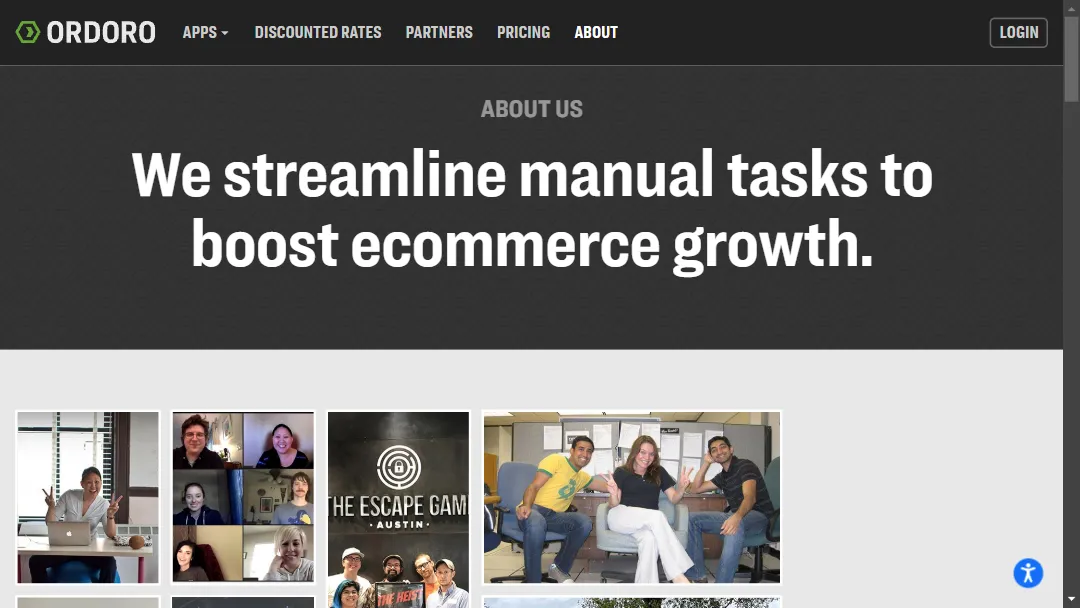 ORDORO
APPS
DISCOUNTED RATES
PARTNERS
PRICING
ABOUT
LOGIN
ABOUT US
We streamline manual tasks to
boost ecommerce growth.
THE ESCAPE GAM
· AUSTIN ·
THE HEIST